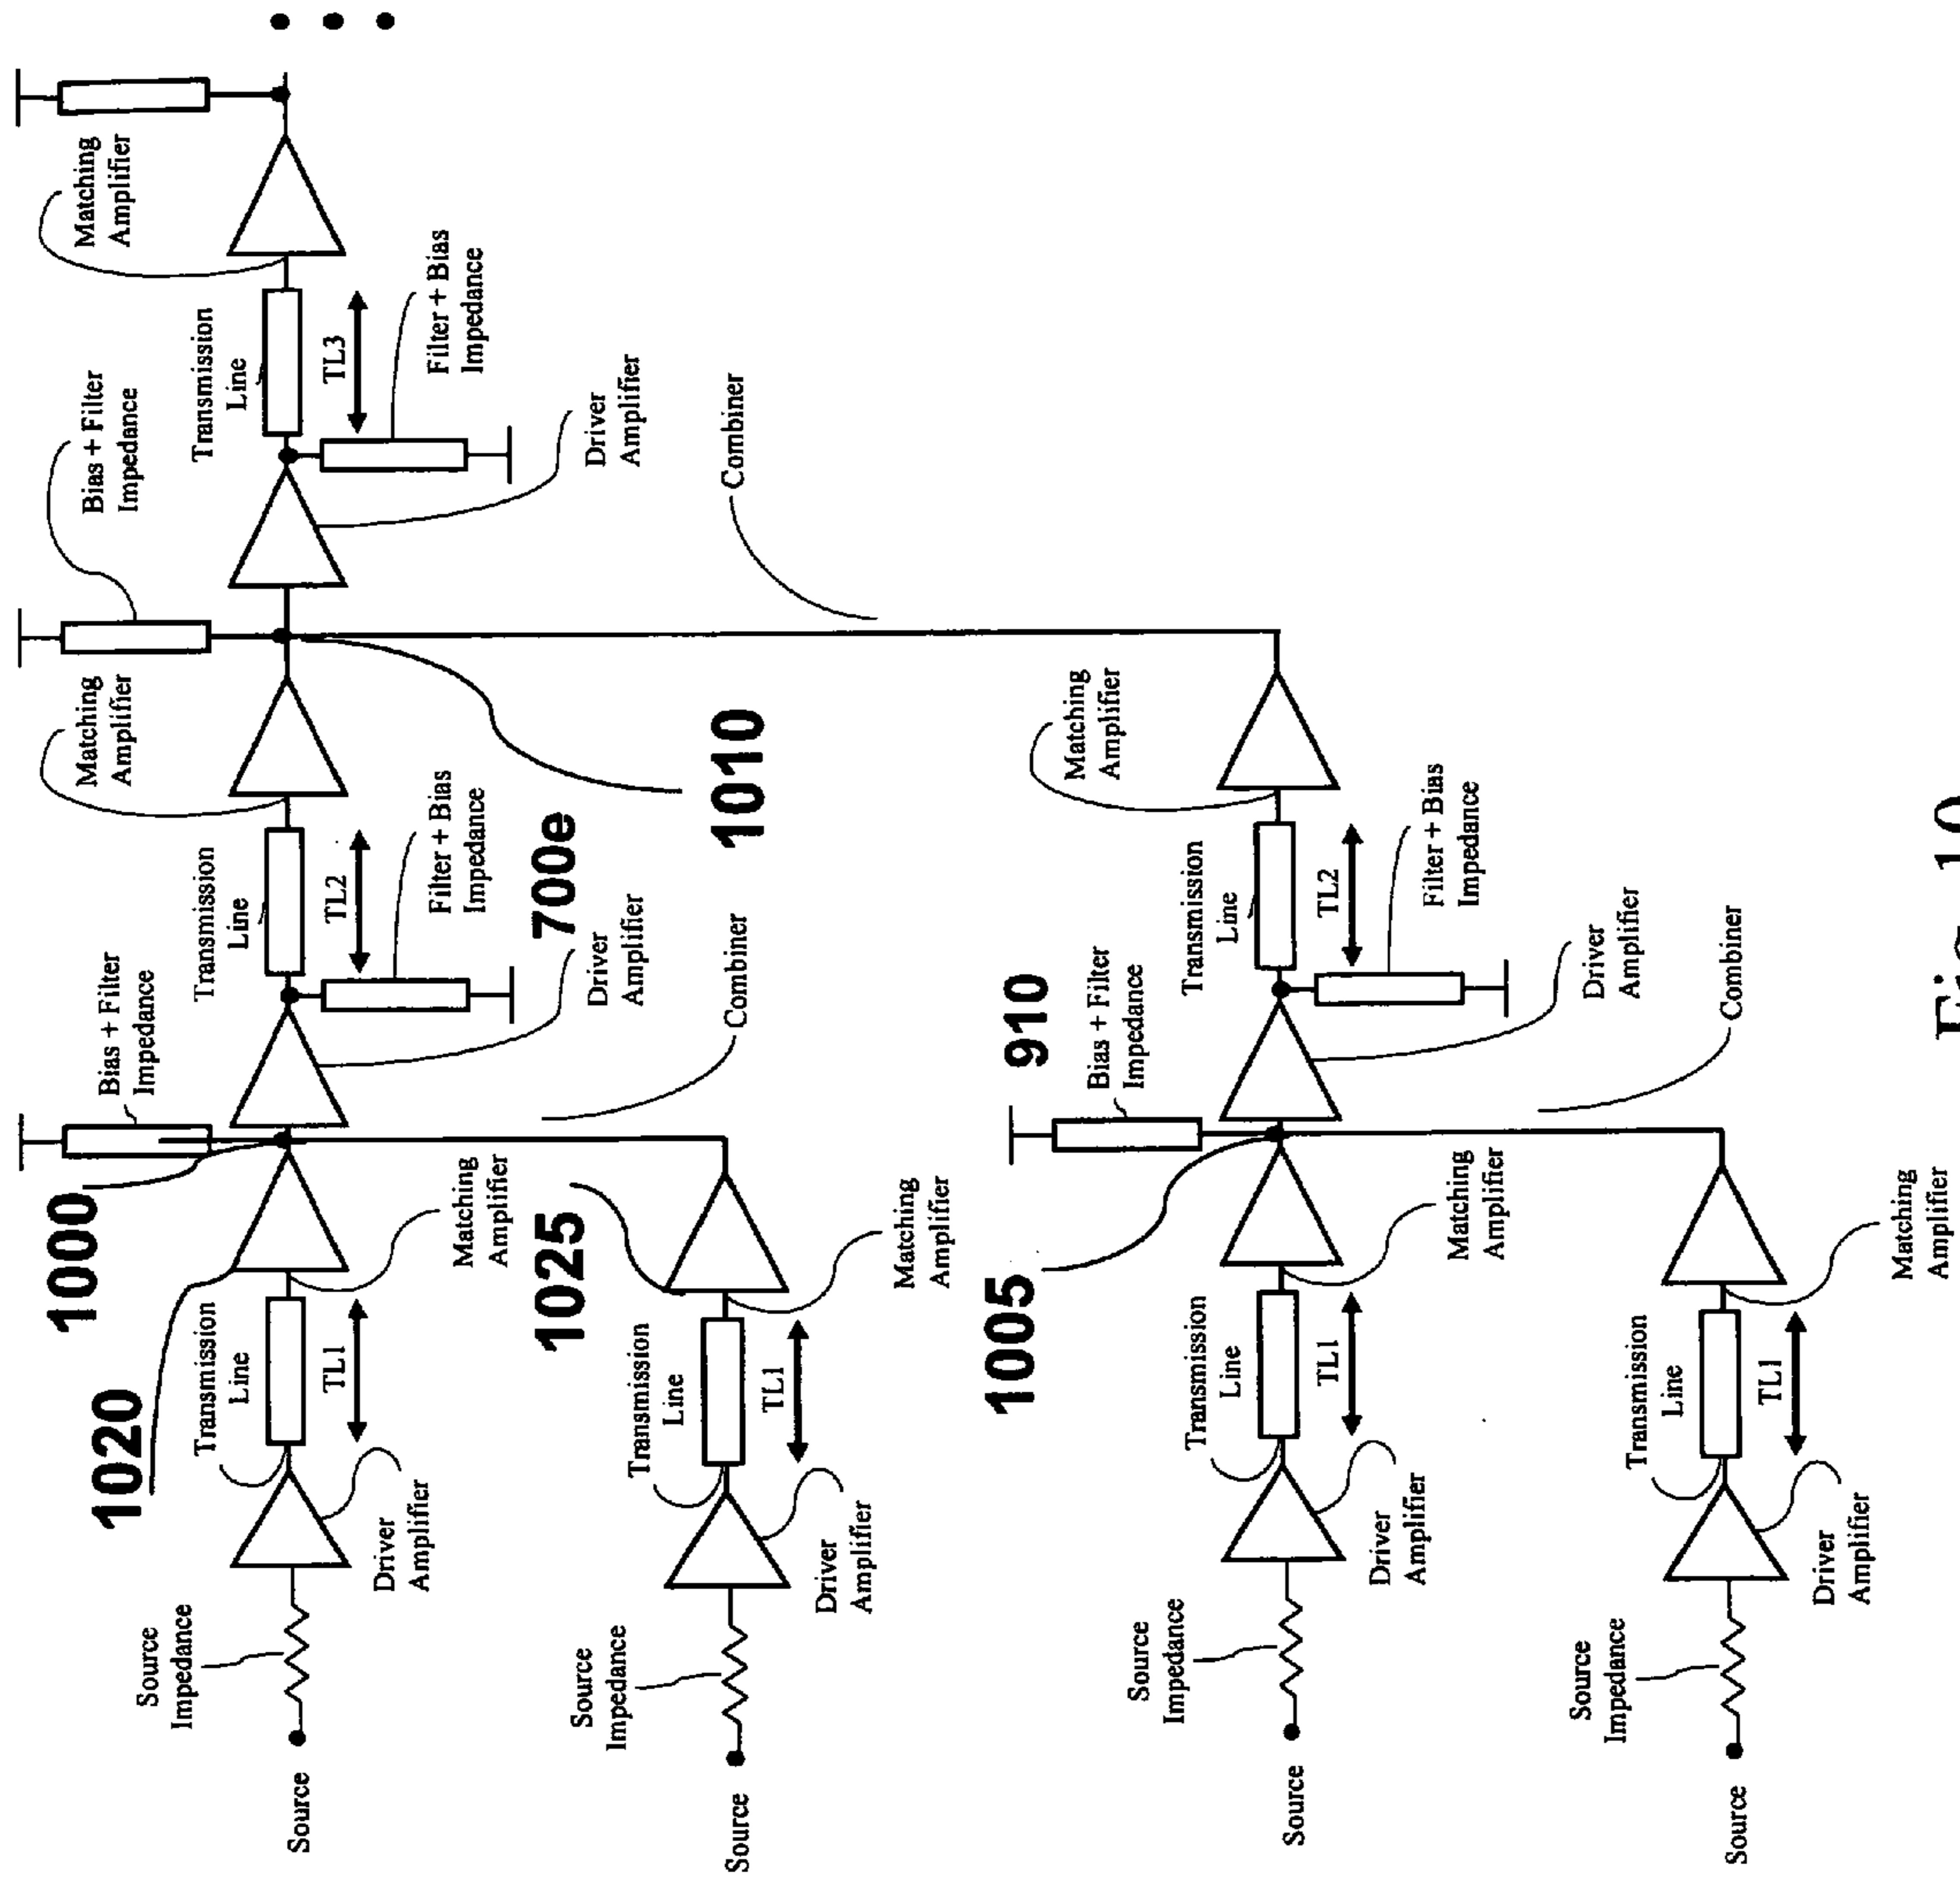 1020
1000
Bias + Filter
Impedance
Matching
Amplifier
Bias + Filter
Impedance
Matching
Amplifier
Source
Impedance
Transmission
Line
Transmission
Line
Transmission
Line
Source
TL1
TL2
TL3
Driver
Amplifier
Matching
Amplifier
Filter + Bias
Impedance
Filter + Bias
Impedance
1025
700e
Driver
Amplifier
Driver
Amplifier
Source
Impedance
Transmission
Line
1010
Combiner
Combiner
Source
TL1
Driver
Amplifier
Matching
Amplifier
1005
910
Bias + Filter
Impedance
Matching
Amplifier
Source
Impedance
Transmission
Line
Transmission
Line
Source
TL1
TL2
Driver
Amplifier
Matching
Amplifier
Filter + Bias
Impedance
Driver
Amplifier
Source
Impedance
Transmission
Line
Combiner
Source
TL1
Driver
Amplifier
Matching
Amplifier
Fig. 10